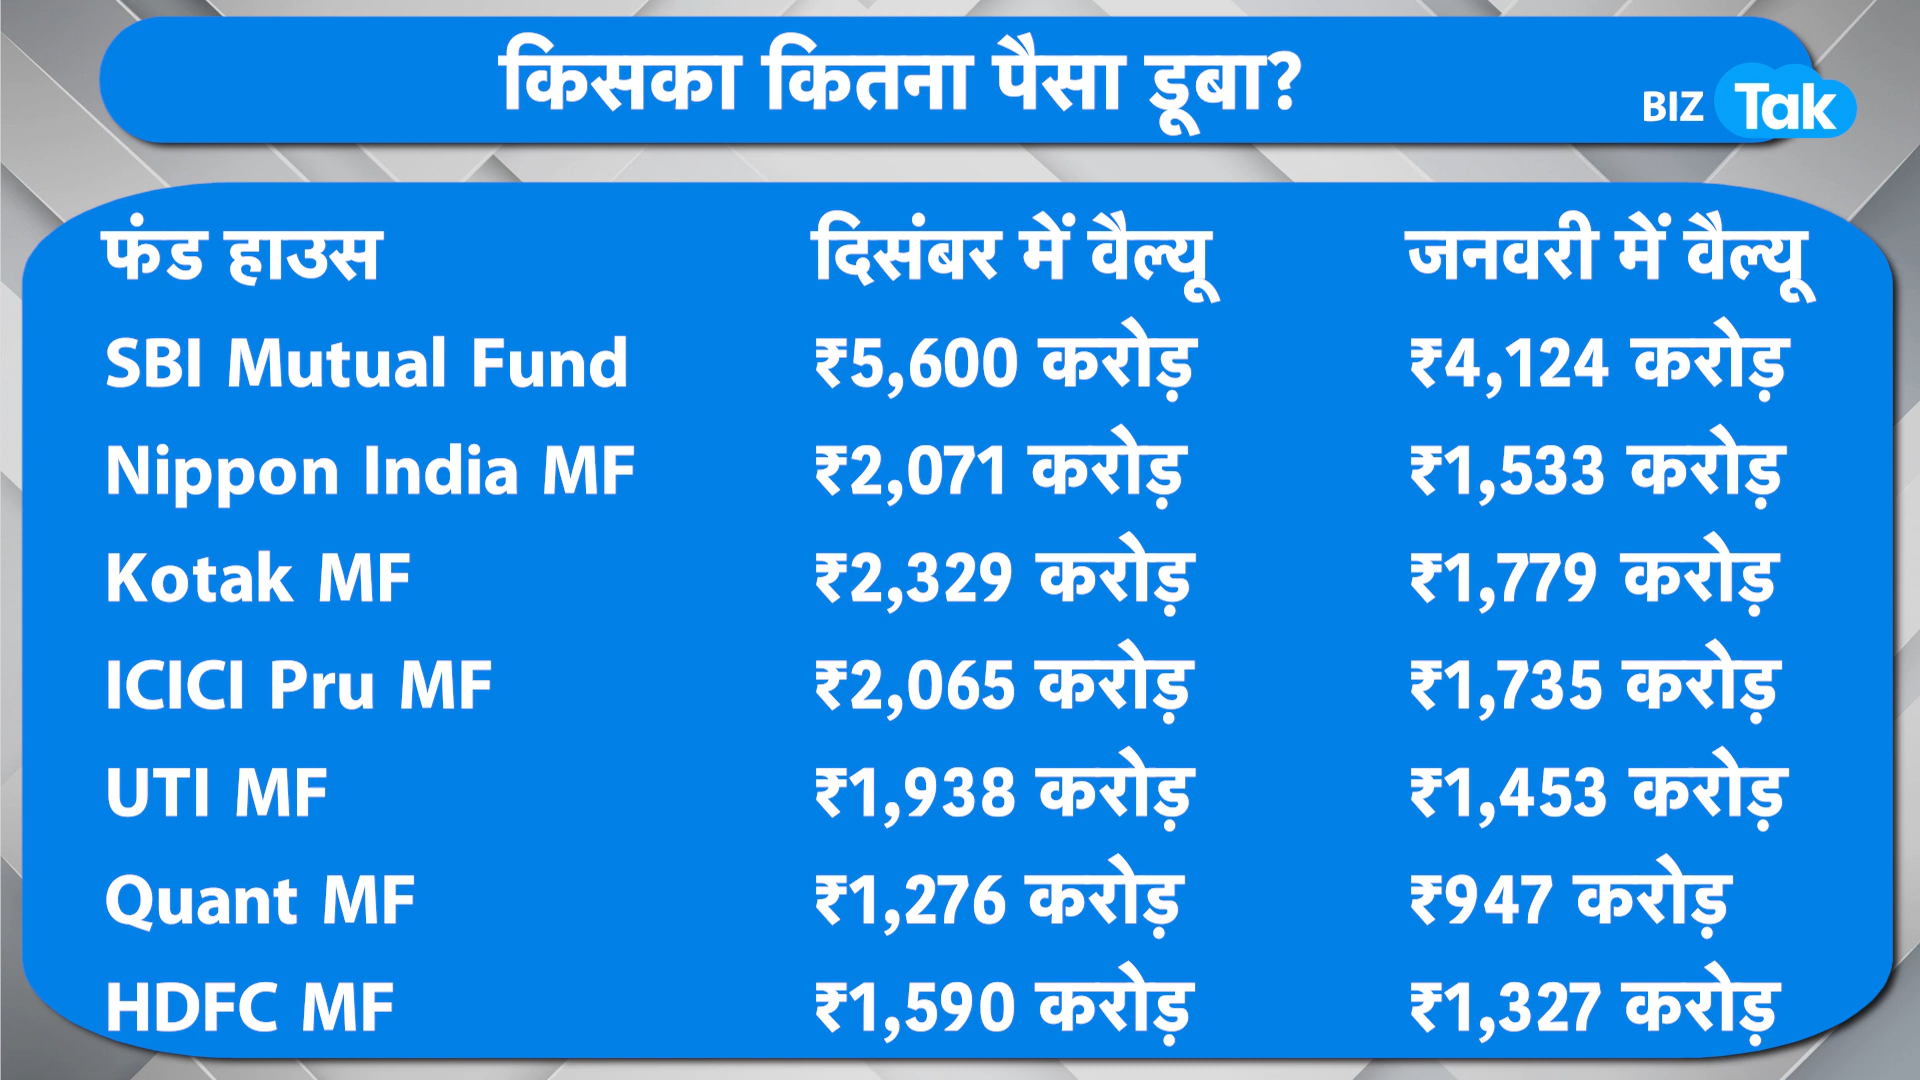 किसका कितना पैसा डूबा?
BIZ Tak
फंड हाउस दिसंबर में वैल्यू जनवरी में वैल्यू
SBI Mutual Fund ₹5,600 करोड़ ₹4,124 करोड़
Nippon India MF ₹2,071 करोड़ ₹1,533 करोड़
Kotak MF ₹2,329 करोड़ ₹1,779 करोड़
ICICI Pru MF ₹2,065 करोड़ ₹1,735 करोड़
UTI MF ₹1,938 करोड़ ₹1,453 करोड़
Quant MF ₹1,276 करोड़ ₹947 करोड़
HDFC MF ₹1,590 करोड़ ₹1,327 करोड़